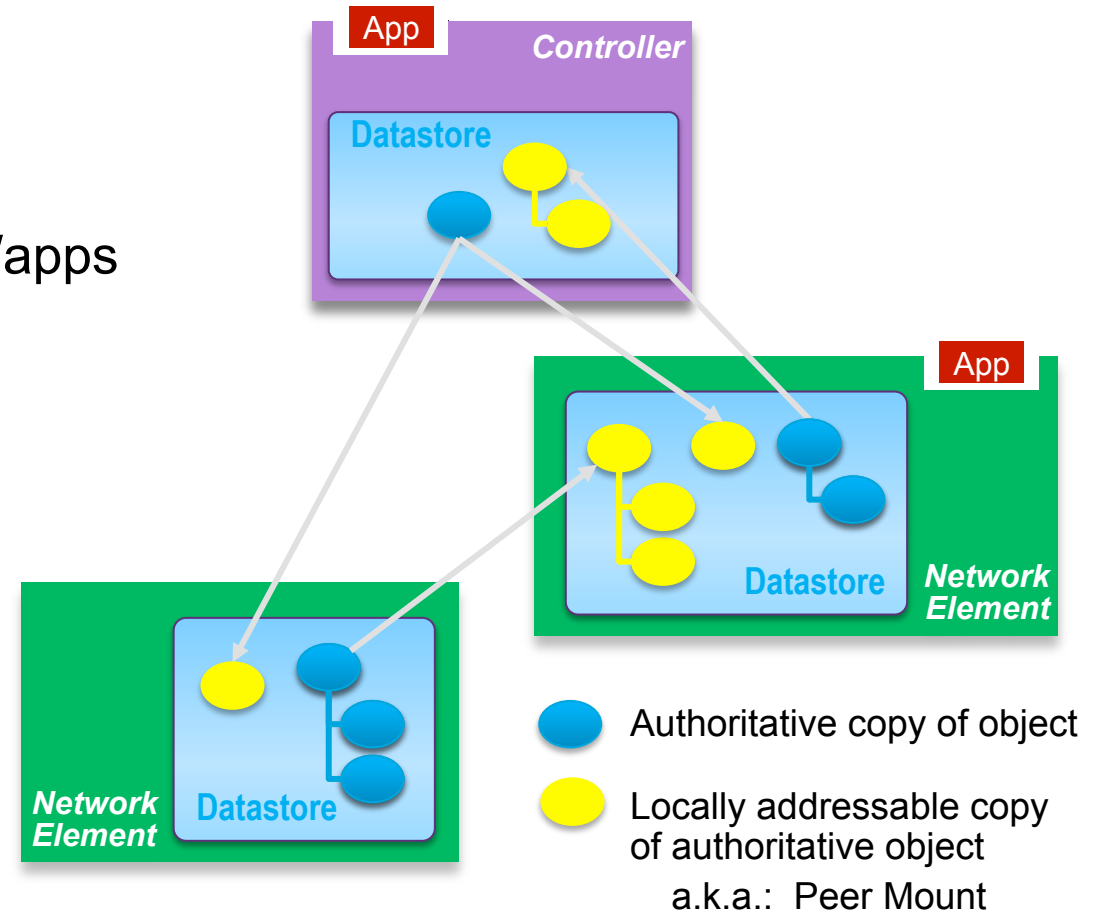 App
Controller
Datastore
/apps
App
Datastore
Network
Element
Network
Element
Datastore
Authoritative copy of object
Locally addressable copy
of authoritative object
a.k.a.: Peer Mount